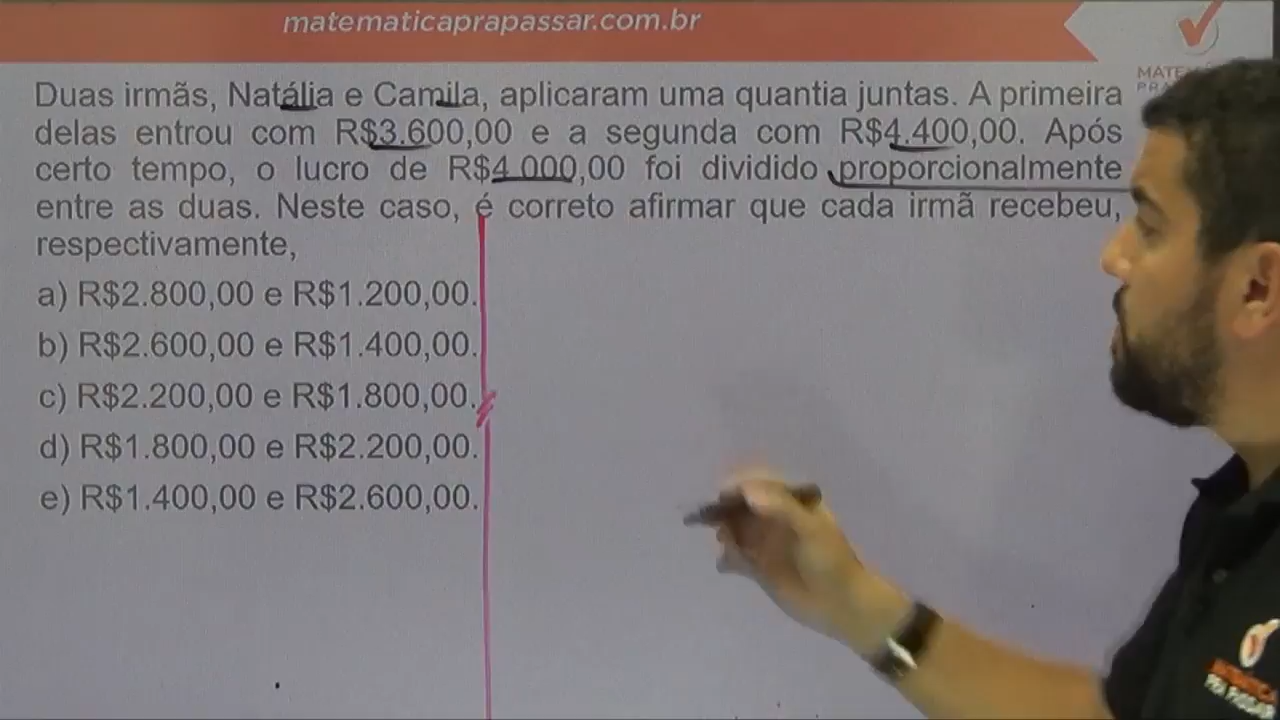 matematicaprapassar.com.br
Duas irmãs, Natália e Camila, aplicaram uma quantia juntas. A primeira
delas entrou com R$3.600,00 e a segunda com R$4.400,00. Após
certo tempo, o lucro de R$4.000,00 foi dividido proporcionalmente
entre as duas. Neste caso, é correto afirmar que cada irmã recebeu,
respectivamente,
a) R$2.800,00 e R$1.200,00.
b) R$2.600,00 e R$1.400,00.
c) R$2.200,00 e R$1.800,00.
d) R$1.800,00 e R$2.200,00.
e) R$1.400,00 e R$2.600,00.